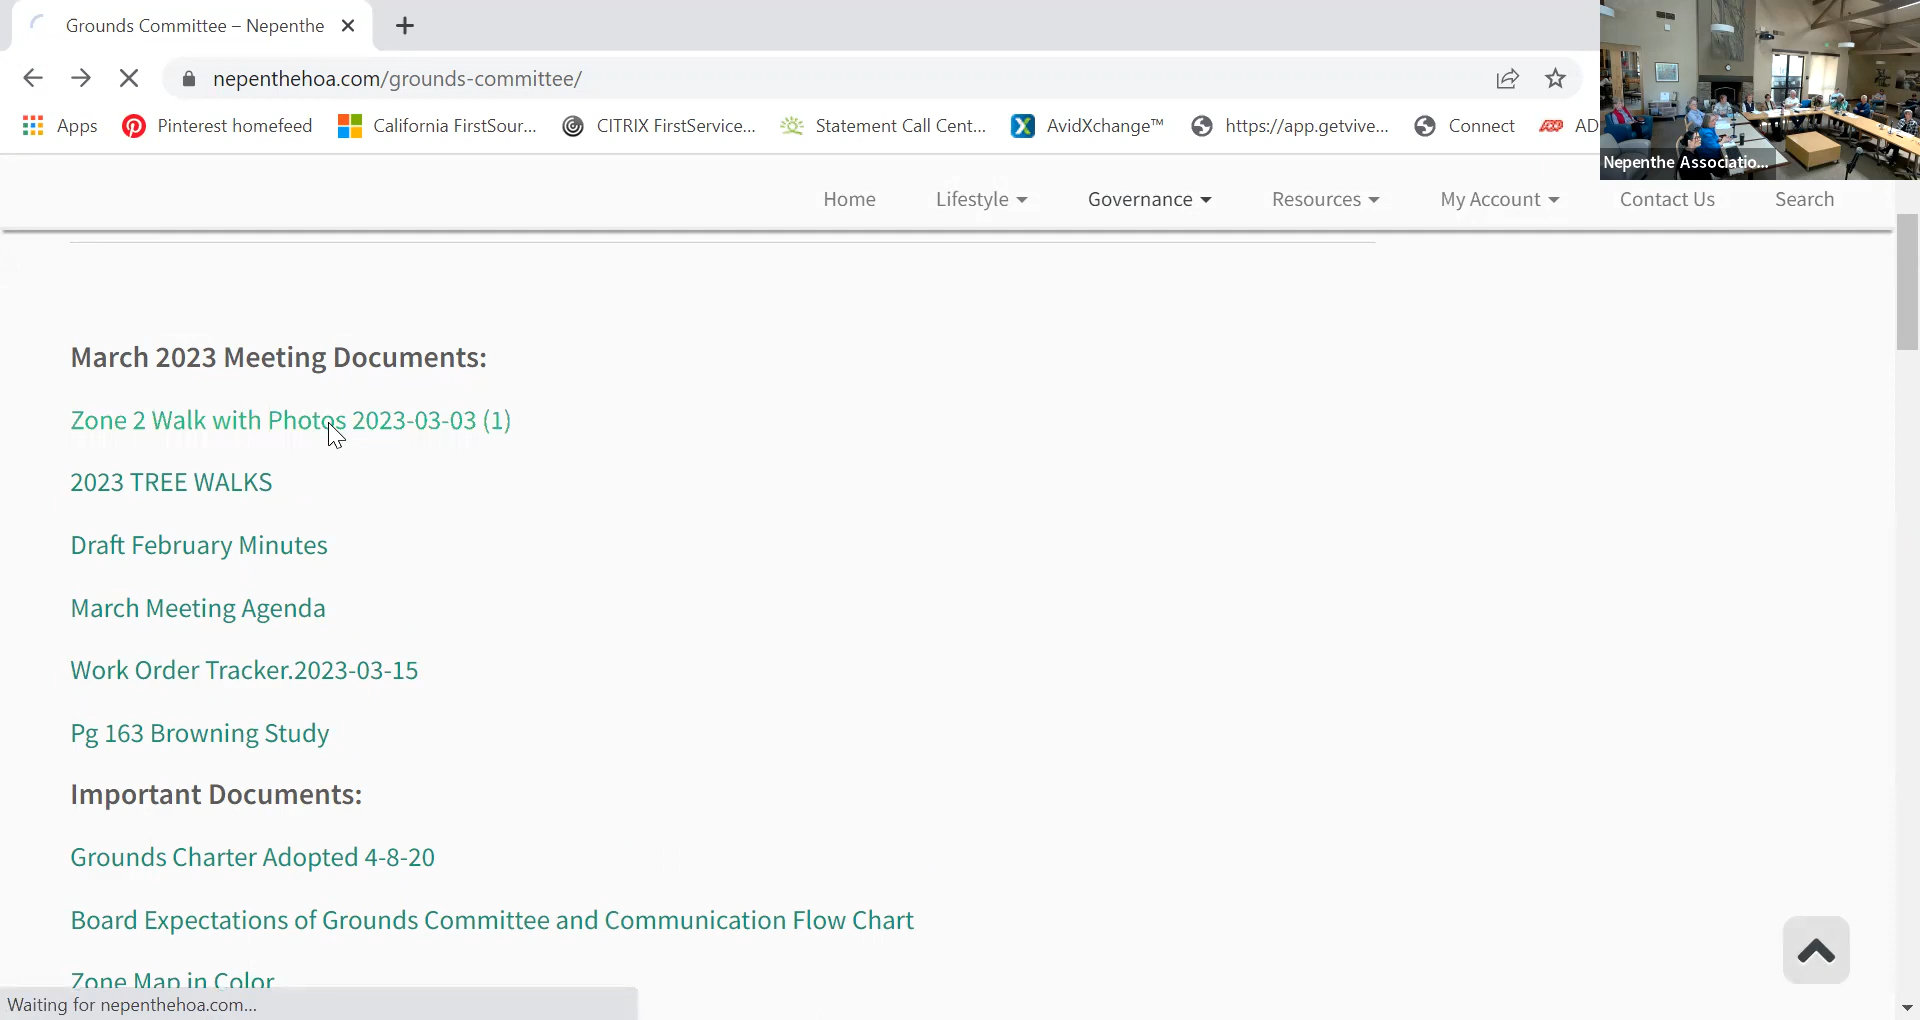 Grounds Committee – Nepenthe
nepenthehoa.com/grounds-committee/
Apps Pinterest homefeed California FirstSour... CITRIX FirstService... Statement Call Cent... AvidXchange™ https://app.getvive... Connect AD
Nepenthe Associatio...
Home Lifestyle Governance Resources My Account Contact Us Search
March 2023 Meeting Documents:
Zone 2 Walk with Photos 2023-03-03 (1)
2023 TREE WALKS
Draft February Minutes
March Meeting Agenda
Work Order Tracker.2023-03-15
Pg 163 Browning Study
Important Documents:
Grounds Charter Adopted 4-8-20
Board Expectations of Grounds Committee and Communication Flow Chart
Zone Map in Color
Waiting for nepenthehoa.com...